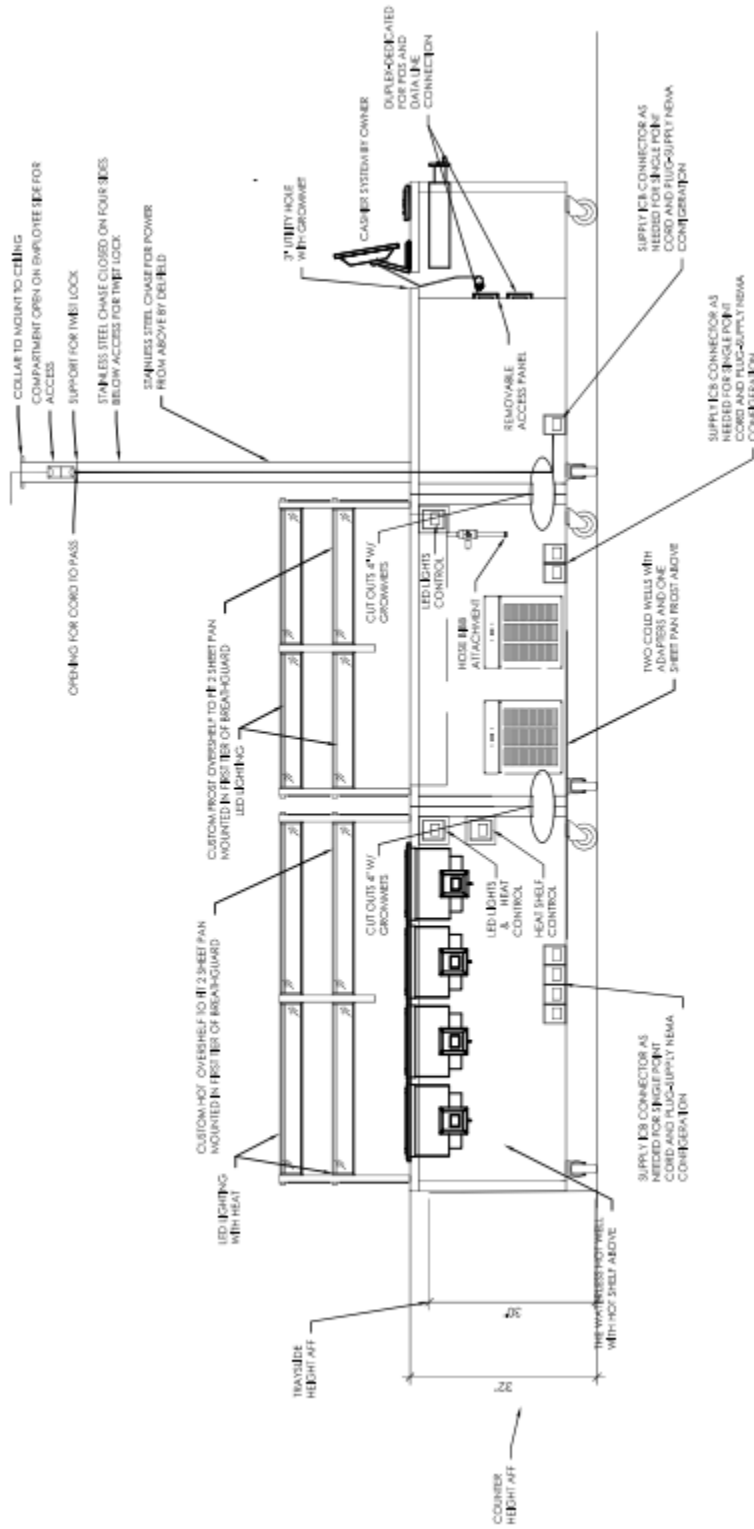 COLLAR TO MOUNT TO CEILING
COMPARTMENT OPEN ON EMPLOYEE SIDE FOR
ACCESS
OPENING FOR CORD TO PASS
SUPPORT FOR TWIST LOCK
STAINLESS STEEL CHASE CLOSED ON FOUR SIDES
BELOW ACCESS FOR TWIST LOCK
STAINLESS STEEL CHASE FOR POWER
FROM ABOVE BY DELFIELD
CUSTOM HOT OVERSHELF TO FIT 2 SHEET PAN
MOUNTED IN FIRST TIER OF BREATHGUARD
LED LIGHTING
WITH HEAT
CUSTOM FROST OVERSHELF TO FIT 2 SHEET PAN
MOUNTED IN FIRST TIER OF BREATHGUARD
LED LIGHTING
3" UTILITY HOLE
WITH GROMMET
CASHIER SYSTEM BY OWNER
DUPLEX-DEDICATED
FOR POS AND
DATA LINE
CONNECTION
CUT OUTS 4" W/
GROMMETS
CUT OUTS 4" W/
GROMMETS
TRAYSLIDE
HEIGHT AFF
COUNTER
HEIGHT AFF
32"
LED LIGHTS
& HEAT
CONTROL
HEAT SHELF
CONTROL
LED LIGHTS
CONTROL
HOSE BIBB
ATTACHMENT
REMOVABLE
ACCESS PANEL
THE WATERLESS HOT WELL
WITH HOT SHELF ABOVE
SUPPLY ICB CONNECTOR AS
NEEDED FOR SINGLE POINT
CORD AND PLUG-SUPPLY NEMA
CONFIGERATION
TWO COLD WELLS WITH
ADAPTERS AND ONE
SHEET PAN FROST ABOVE
SUPPLY ICB CONNECTOR AS
NEEDED FOR SINGLE POINT
CORD AND PLUG-SUPPLY NEMA
CONFIGERATION
SUPPLY ICB CONNECTOR AS
NEEDED FOR SINGLE POINT
CORD AND PLUG-SUPPLY NEMA
CONFIGERATION